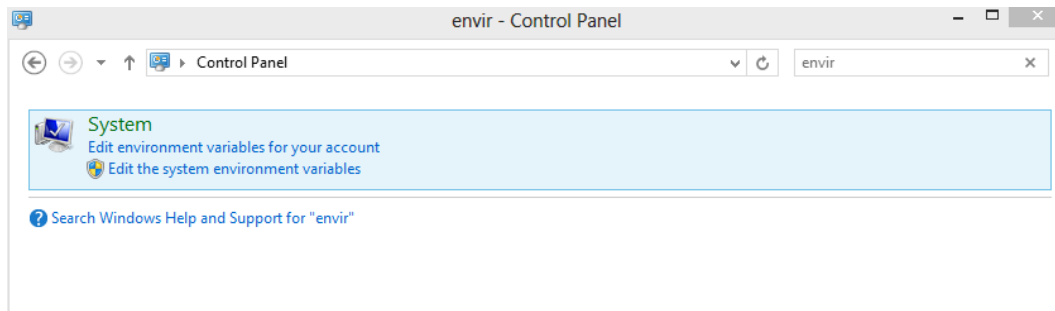 envir - Control Panel
Control Panel
envir
System
Edit environment variables for your account
Edit the system environment variables
Search Windows Help and Support for "envir"